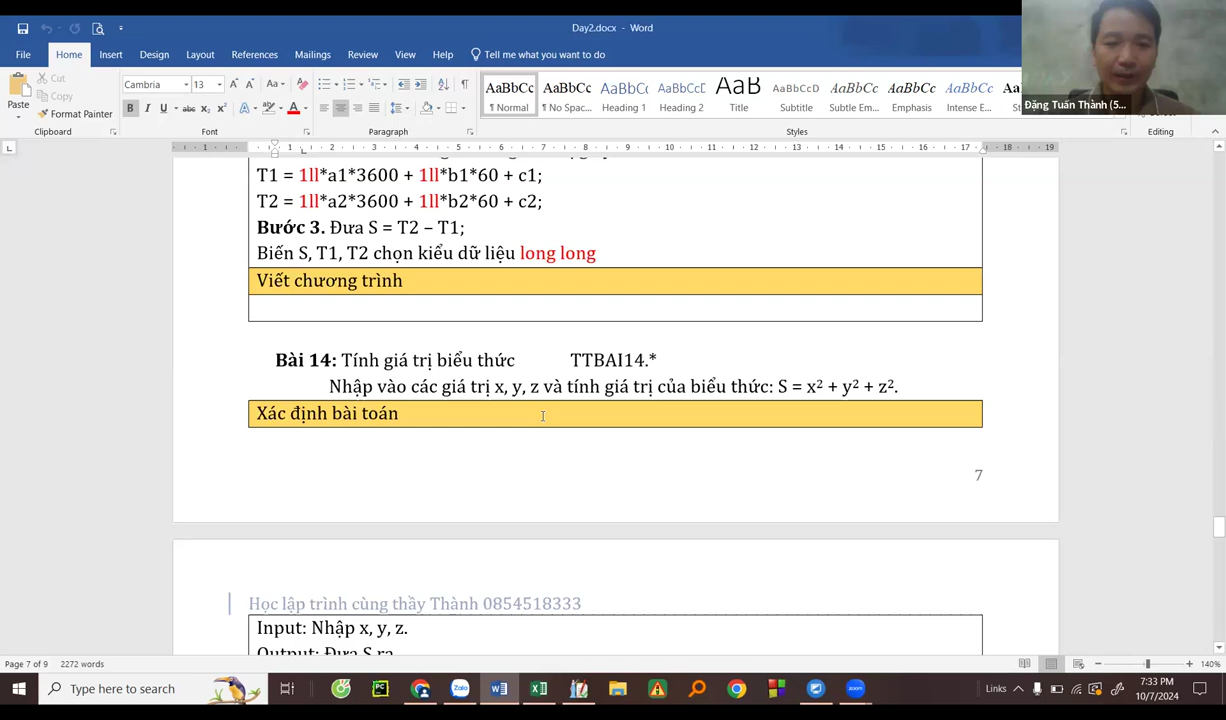 Day2.docx - Word
File Home Insert Design Layout References Mailings Review View Help Tell me what you want to do
Paste
Cut
Copy
Format Painter
Cambria 13
Clipboard Font Paragraph Styles Editing
AaBbCc AaBbCc AaBbCc AaBbCc AaB AaBbCcD AaBbCc AaBbCc AaBbCc
¶ Normal ¶ No Spac... Heading 1 Heading 2 Title Subtitle Subtle Em... Emphasis Intense E...
Đặng Tuấn Thành (5...
T1 = 1ll*a1*3600 + 1ll*b1*60 + c1;
T2 = 1ll*a2*3600 + 1ll*b2*60 + c2;
Bước 3. Đưa S = T2 – T1;
Biến S, T1, T2 chọn kiểu dữ liệu long long
Viết chương trình
Bài 14: Tính giá trị biểu thức TTBAI14.*
Nhập vào các giá trị x, y, z và tính giá trị của biểu thức: S = x² + y² + z².
Xác định bài toán
7
Học lập trình cùng thầy Thành 0854518333
Input: Nhập x, y, z.
Output: Đưa S ra
Page 7 of 9 2272 words 140%
Type here to search
Links
7:33 PM
10/7/2024